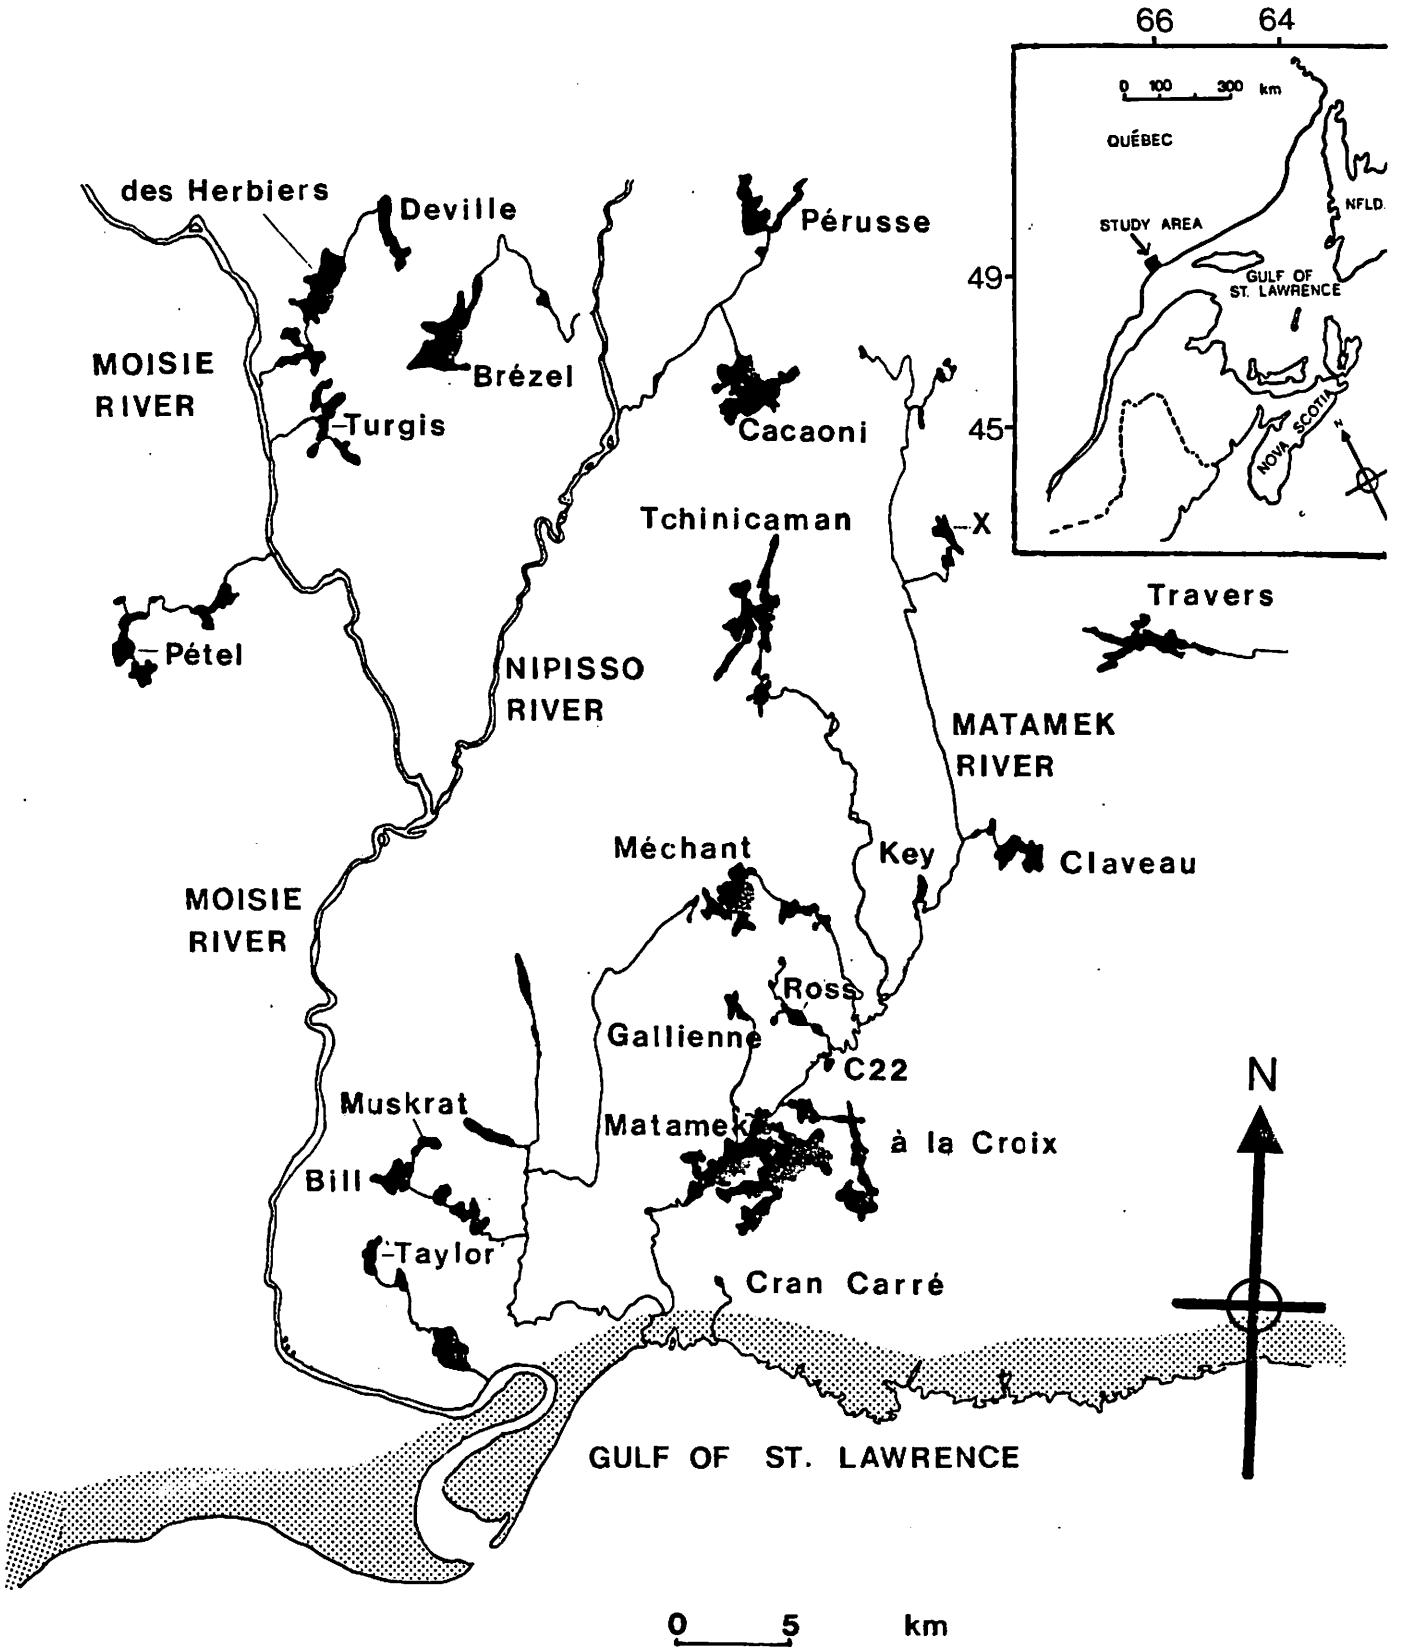 66 64
0 100 300 km
QUÉBEC
NFLD.
STUDY AREA
49
GULF OF
ST. LAWRENCE
45
NOVA SCOTIA
N
des Herbiers
Deville
Pérusse
MOISIE
RIVER
Brézel
Turgis
Cacaoni
Tchinicaman
X
Travers
Pétel
NIPISSO
RIVER
MATAMEK
RIVER
Méchant
Key
Claveau
MOISIE
RIVER
Ross
Gallienne
C22
N
Muskrat
Matamek
à la Croix
Bill
Taylor
Cran Carré
GULF OF ST. LAWRENCE
0 5 km